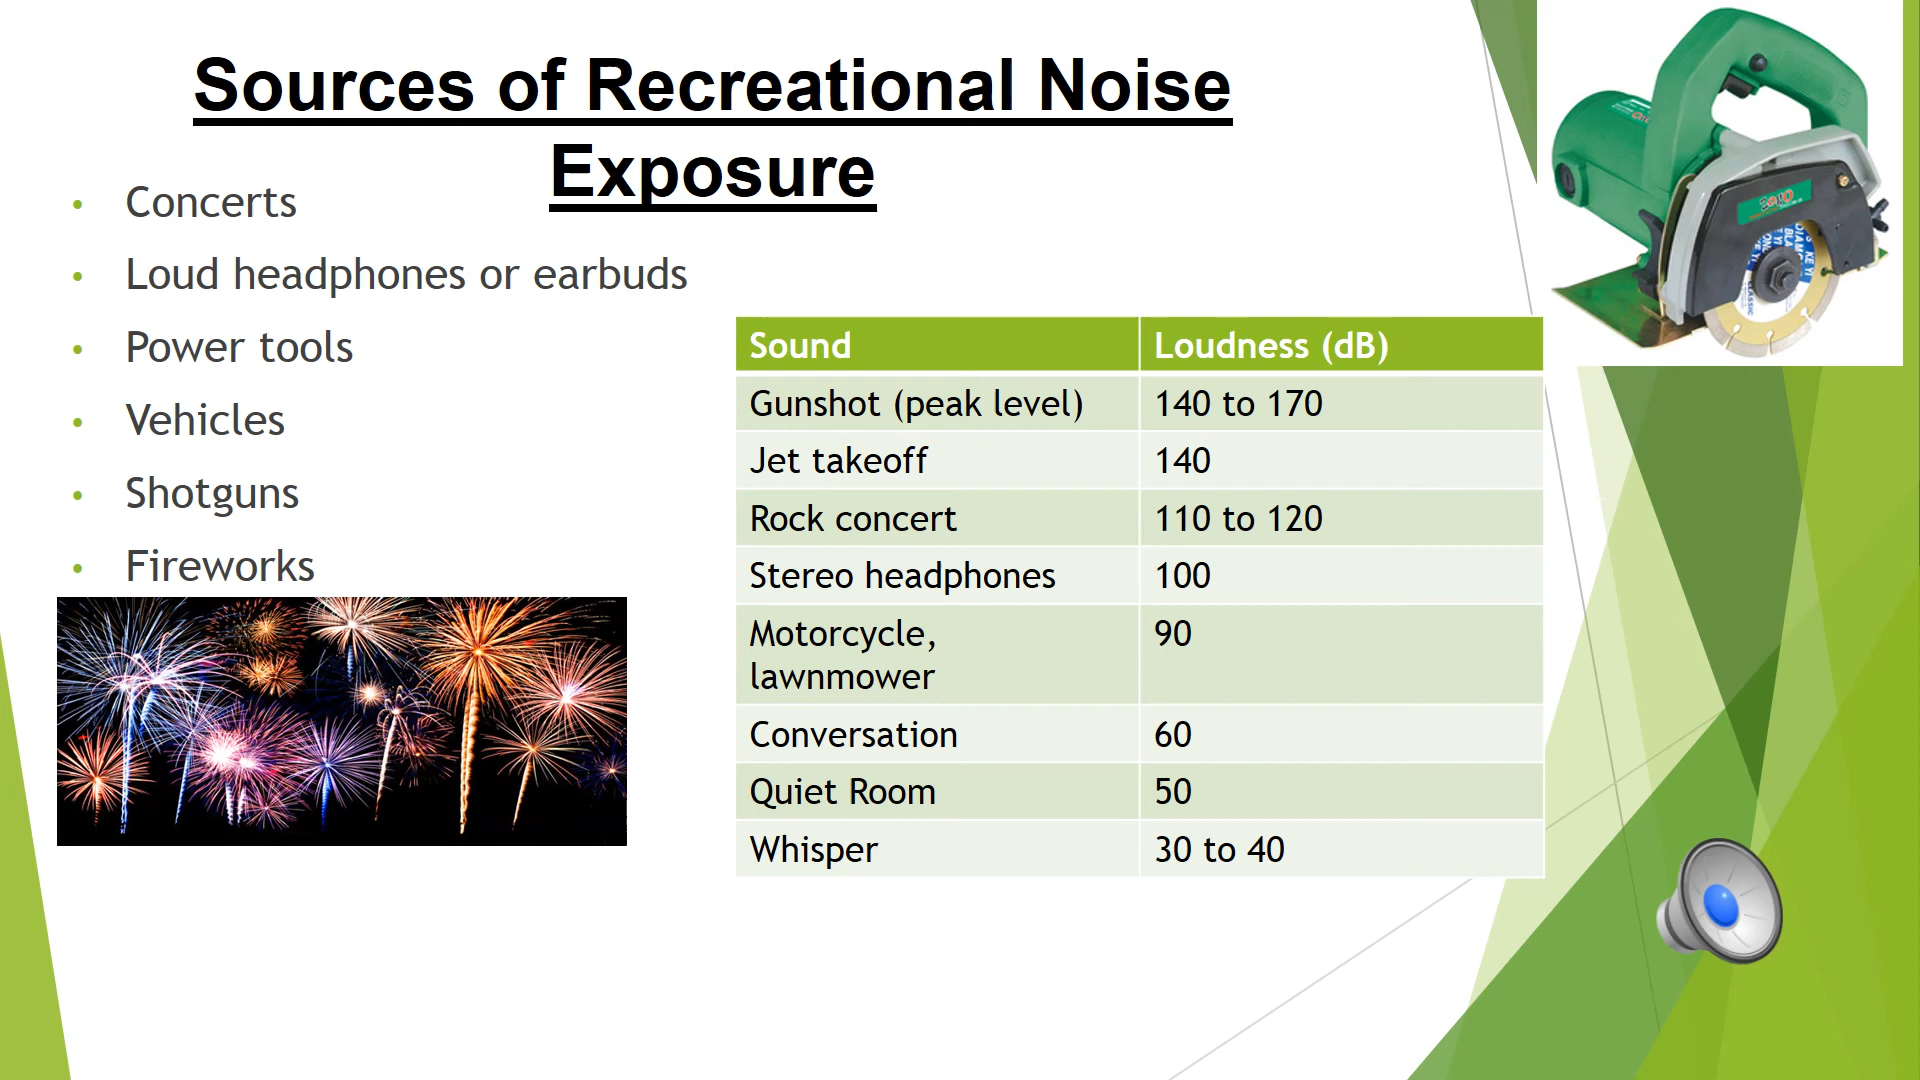 Sources of Recreational Noise
Exposure
• Concerts
• Loud headphones or earbuds
• Power tools
• Vehicles
• Shotguns
• Fireworks
Sound Loudness (dB)
Gunshot (peak level) 140 to 170
Jet takeoff 140
Rock concert 110 to 120
Stereo headphones 100
Motorcycle, 90
lawnmower
Conversation 60
Quiet Room 50
Whisper 30 to 40